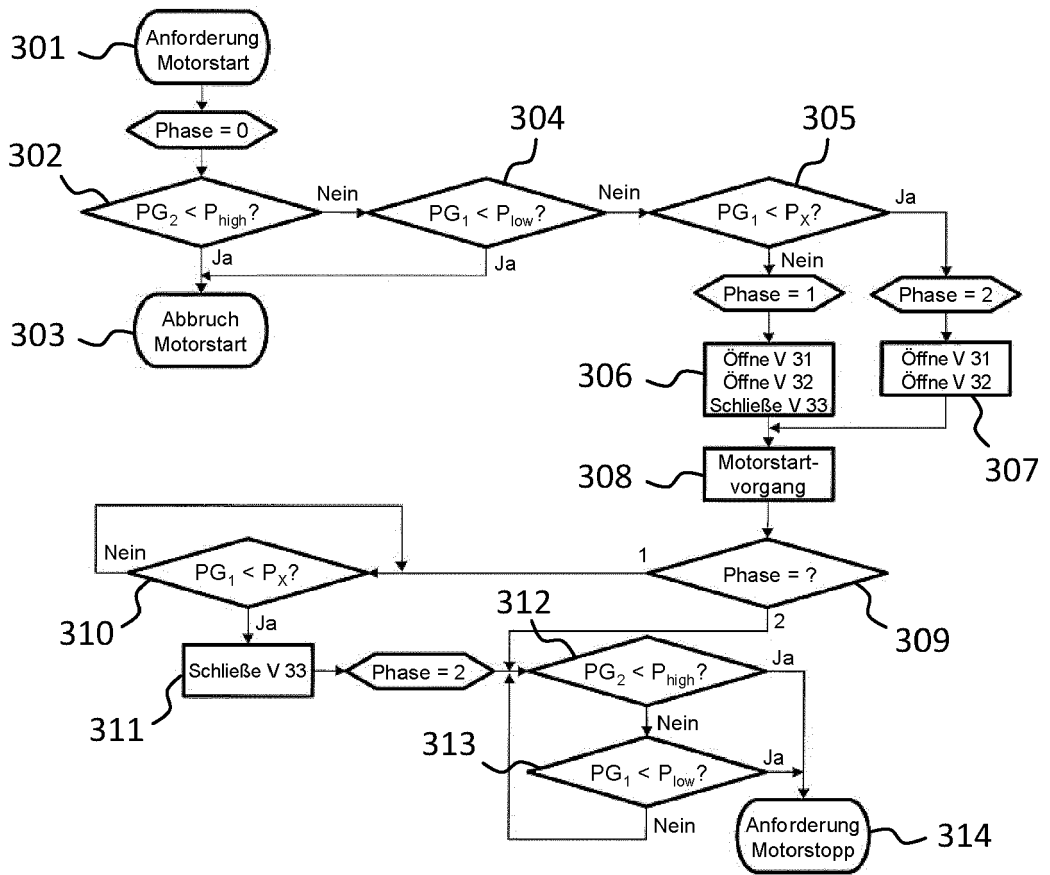 301
Anforderung
Motorstart
Phase = 0
302
PG2 < Phigh?
Nein
Ja
304
PG1 < Plow?
Nein
Ja
305
PG1 < PX?
Ja
Nein
303
Abbruch
Motorstart
Phase = 1
Phase = 2
306
Öffne V 31
Öffne V 32
Schließe V 33
Öffne V 31
Öffne V 32
307
308
Motorstart-
vorgang
309
Phase = ?
1
2
310
PG1 < PX?
Nein
Ja
311
Schließe V 33
Phase = 2
312
PG2 < Phigh?
Ja
Nein
313
PG1 < Plow?
Ja
Nein
Anforderung
Motorstopp
314